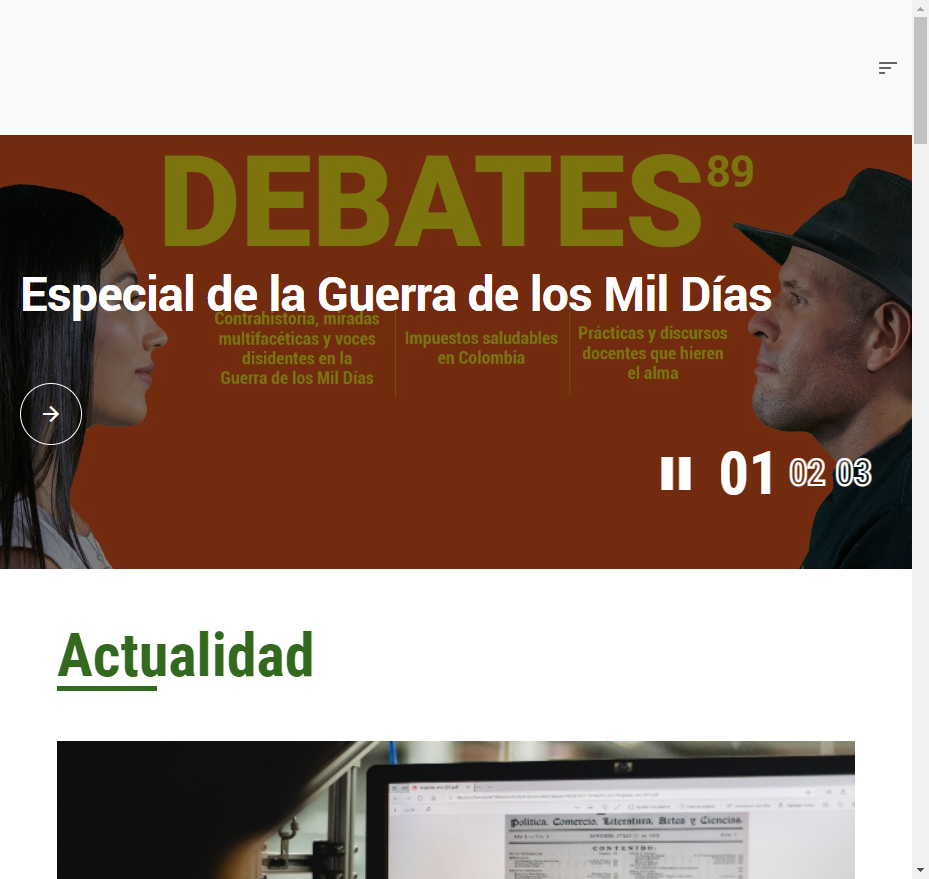 DEBATES 89
Especial de la Guerra de los Mil Días
Contrahistoria, miradas
multifacéticas y voces
disidentes en la
Guerra de los Mil Días
Impuestos saludables
en Colombia
Prácticas y discursos
docentes que hieren
el alma
01 02 03
Actualidad
Política, Comercio, Literatura, Artes y Ciencias.
CONTENIDO: